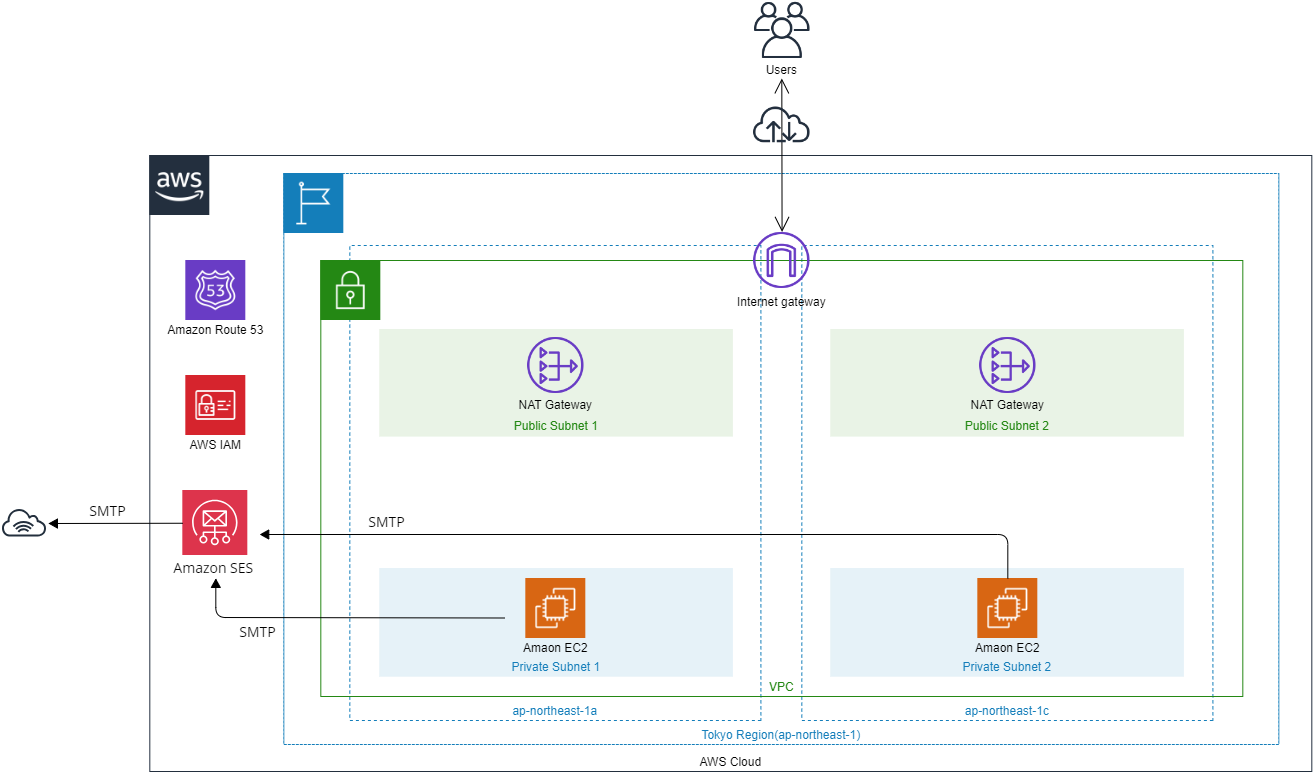 Users
aws
Internet gateway
53
Amazon Route 53
NAT Gateway
Public Subnet 1
NAT Gateway
Public Subnet 2
AWS IAM
SMTP
SMTP
Amazon SES
SMTP
Amaon EC2
Private Subnet 1
Amaon EC2
Private Subnet 2
VPC
ap-northeast-1a
ap-northeast-1c
Tokyo Region(ap-northeast-1)
AWS Cloud